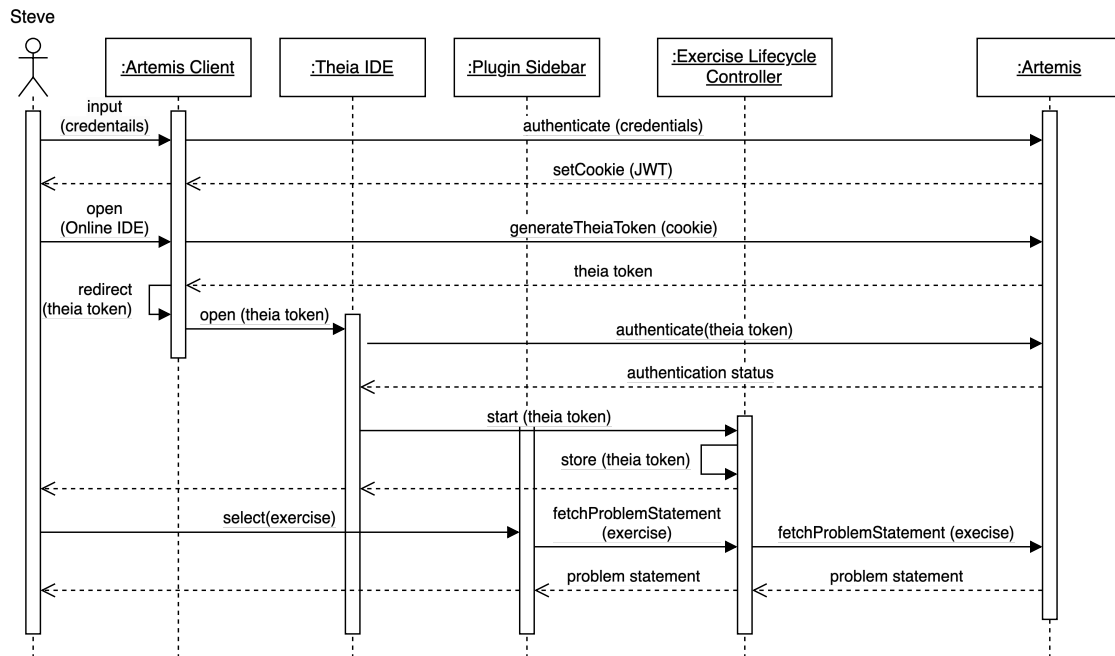 Steve
:Artemis Client
:Theia IDE
:Plugin Sidebar
:Exercise Lifecycle
Controller
:Artemis
input
(credentails)
authenticate (credentials)
setCookie (JWT)
open
(Online IDE)
generateTheiaToken (cookie)
theia token
redirect
(theia token)
open (theia token)
authenticate(theia token)
authentication status
start (theia token)
store (theia token)
select(exercise)
fetchProblemStatement
(exercise)
fetchProblemStatement (execise)
problem statement
problem statement